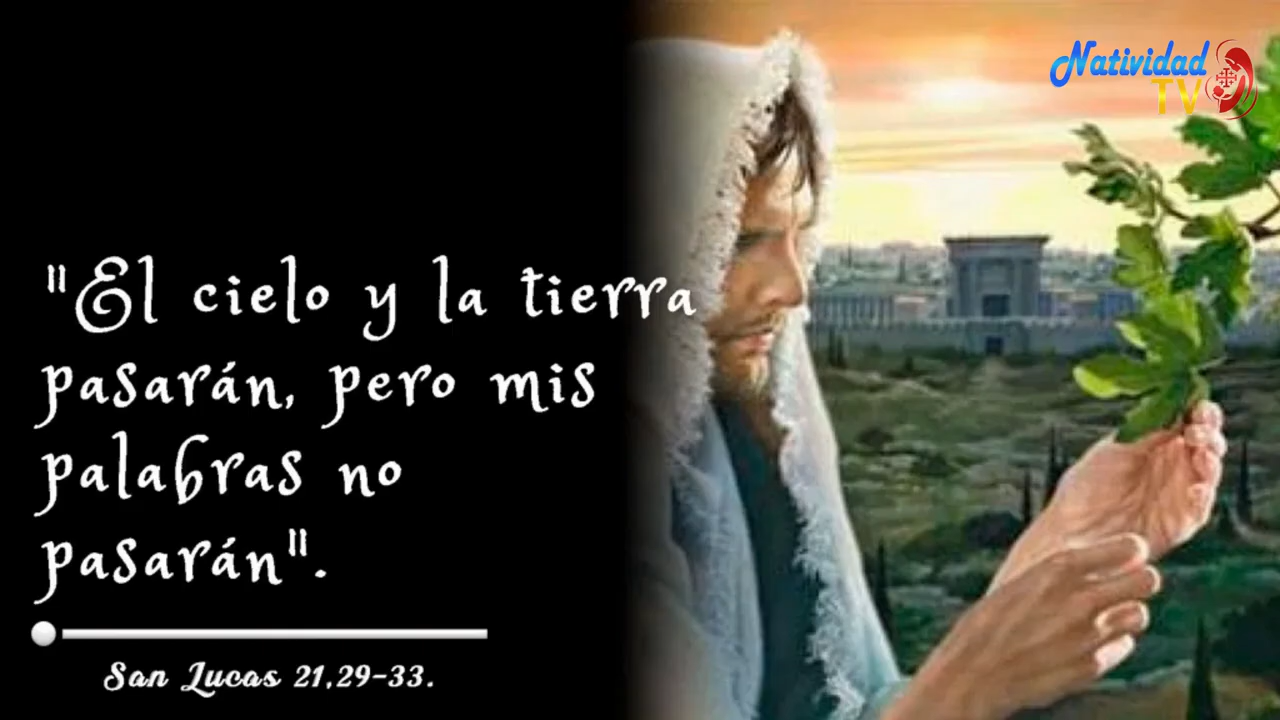 Natividad
TV
"El cielo y la tierra
pasarán, pero mis
palabras no
pasarán".
San Lucas 21,29-33.